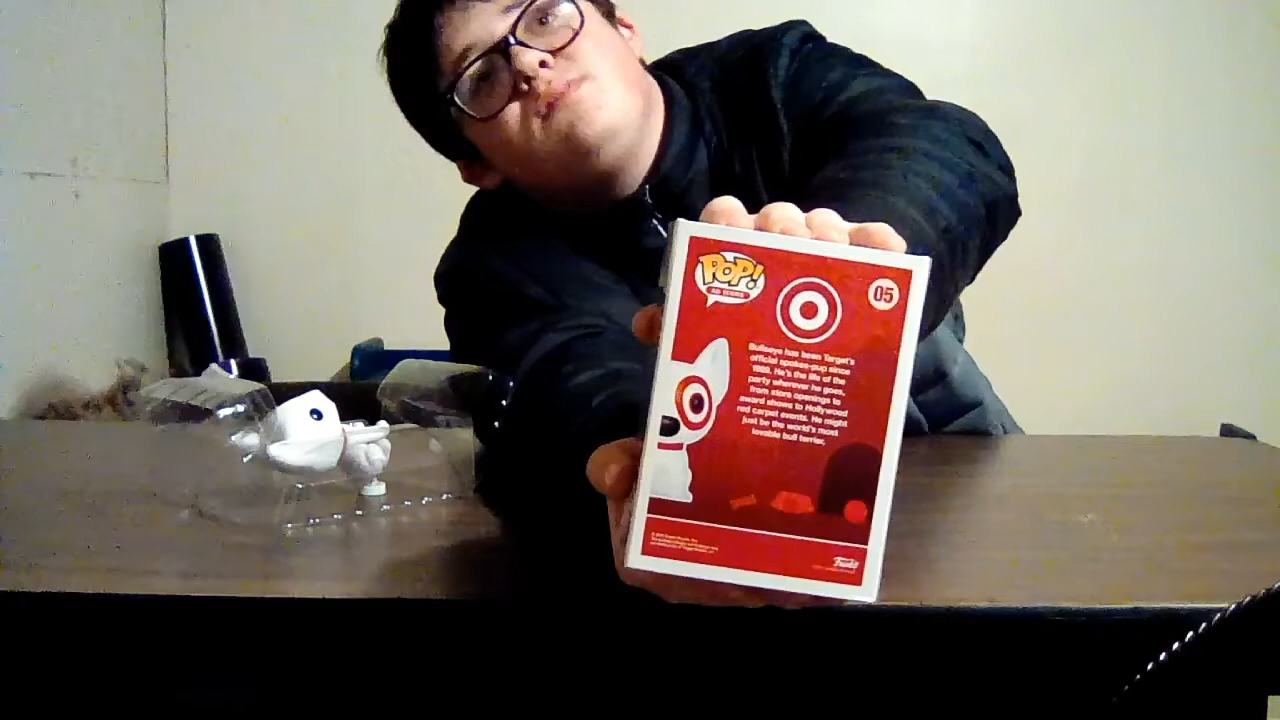 POP!
AD ICONS
05
Bullseye has been Target's
official spokes-pup since
1999. He's the life of the
party wherever he goes,
from store openings to
award shows to Hollywood
red carpet events. He might
just be the world's most
lovable bull terrier.
Funko